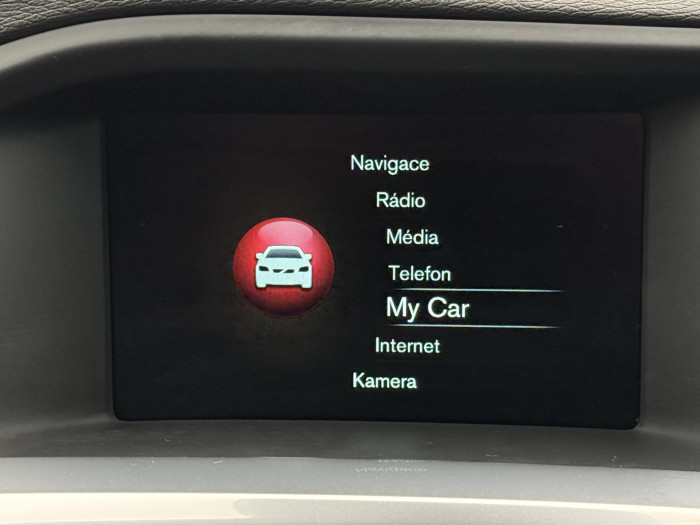 Navigace
Rádio
Média
Telefon
My Car
Internet
Kamera